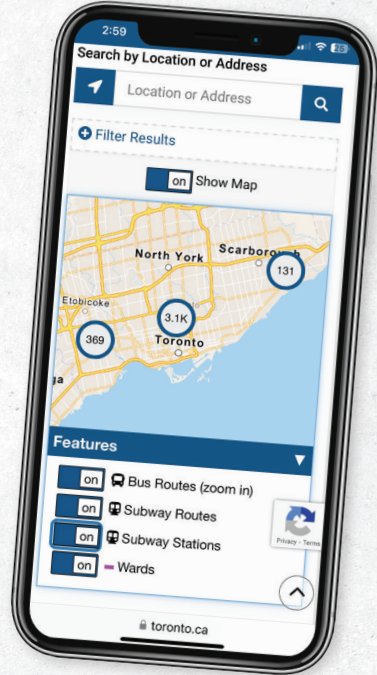 2:59
25
Search by Location or Address
Location or Address
Filter Results
on Show Map
North York
Scarborough
131
Etobicoke
3.1K
Toronto
369
ga
Features
on Bus Routes (zoom in)
on Subway Routes
on Subway Stations
Privacy - Terms
on Wards
toronto.ca